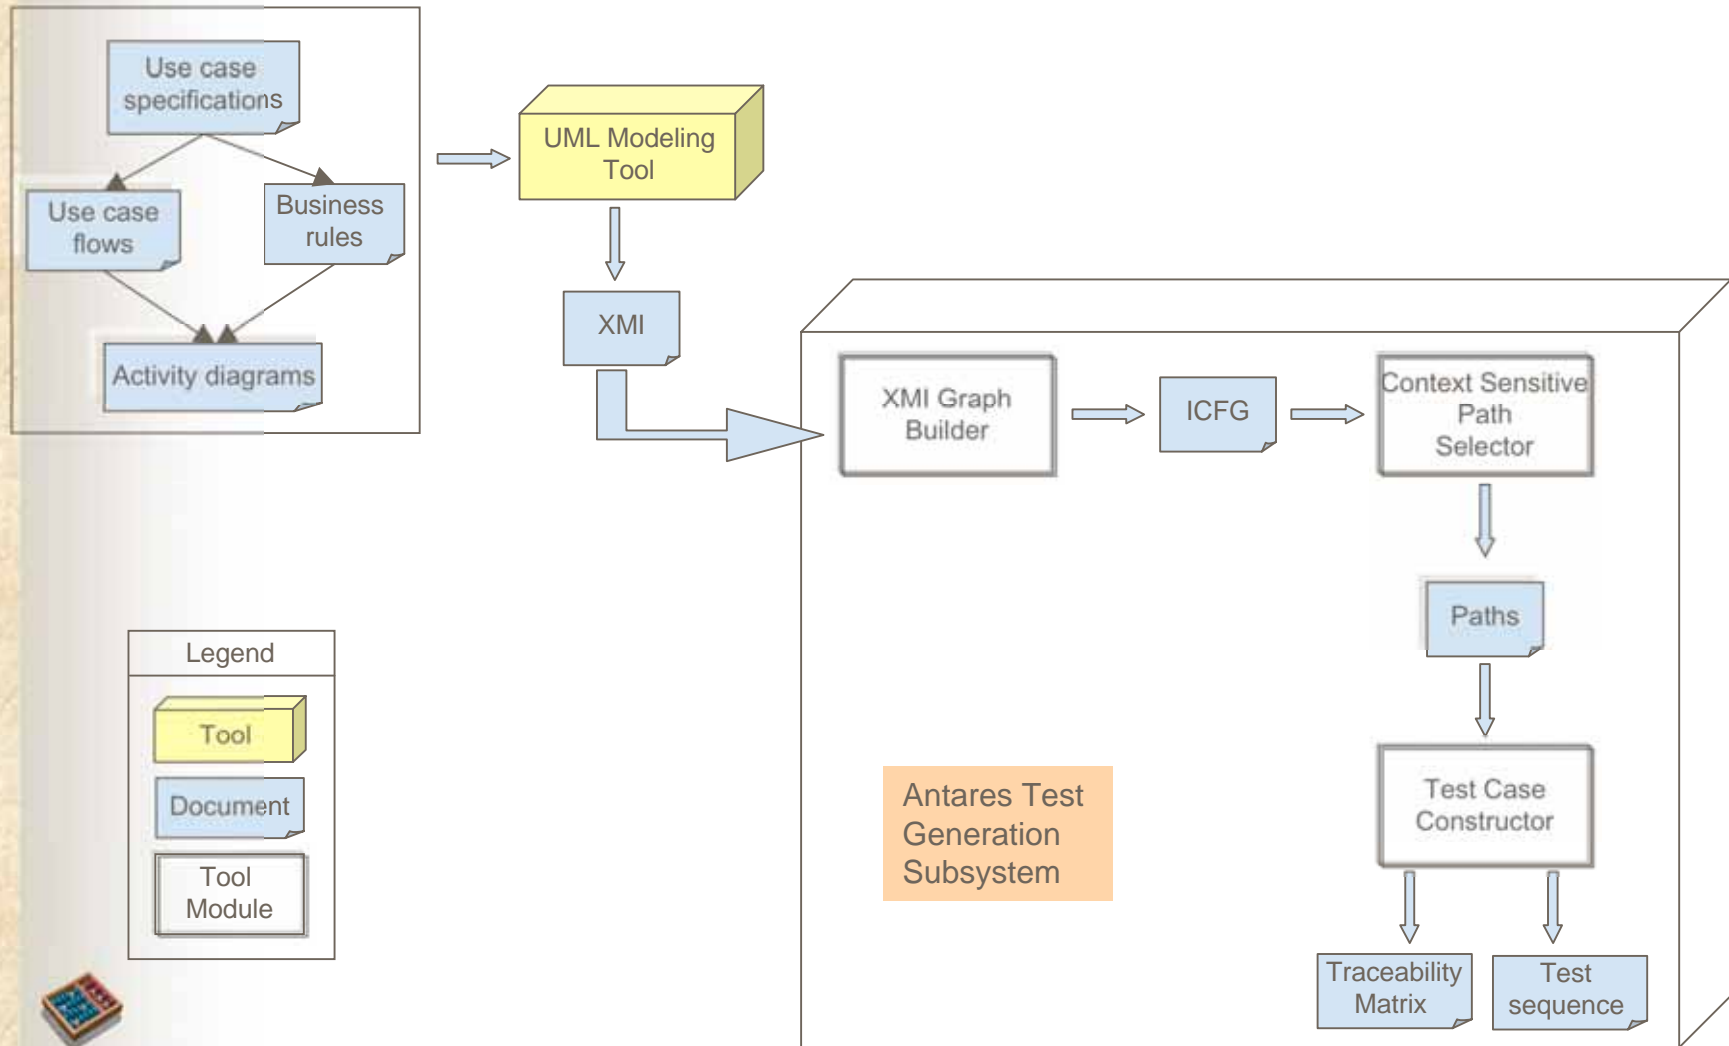 Use case
specifications
Use case
flows
Business
rules
Activity diagrams
UML Modeling
Tool
XMI
XMI Graph
Builder
ICFG
Context Sensitive
Path
Selector
Paths
Test Case
Constructor
Traceability
Matrix
Test
sequence
Antares Test
Generation
Subsystem
Legend
Tool
Document
Tool
Module